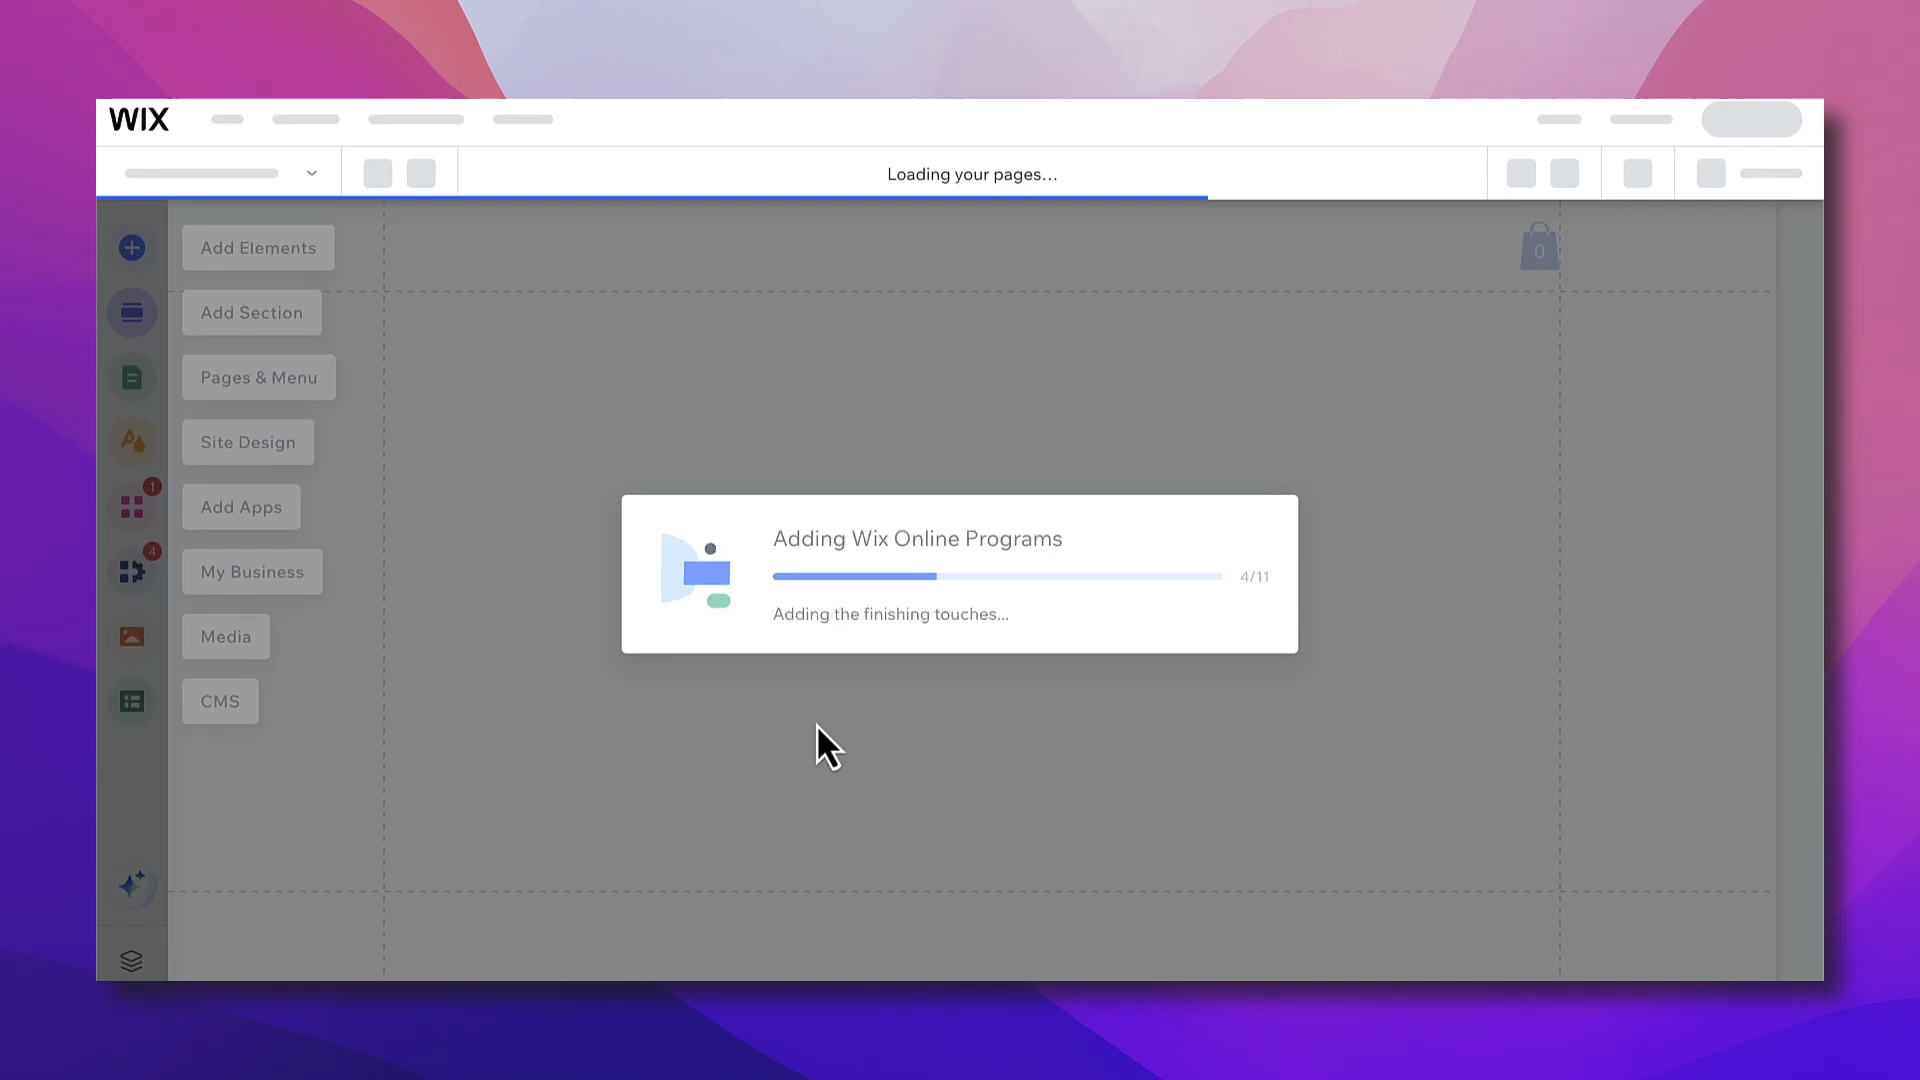 WIX
Loading your pages...
Add Elements
0
Add Section
Pages & Menu
Site Design
1
Add Apps
4
My Business
Media
CMS
Adding Wix Online Programs
4/11
Adding the finishing touches...